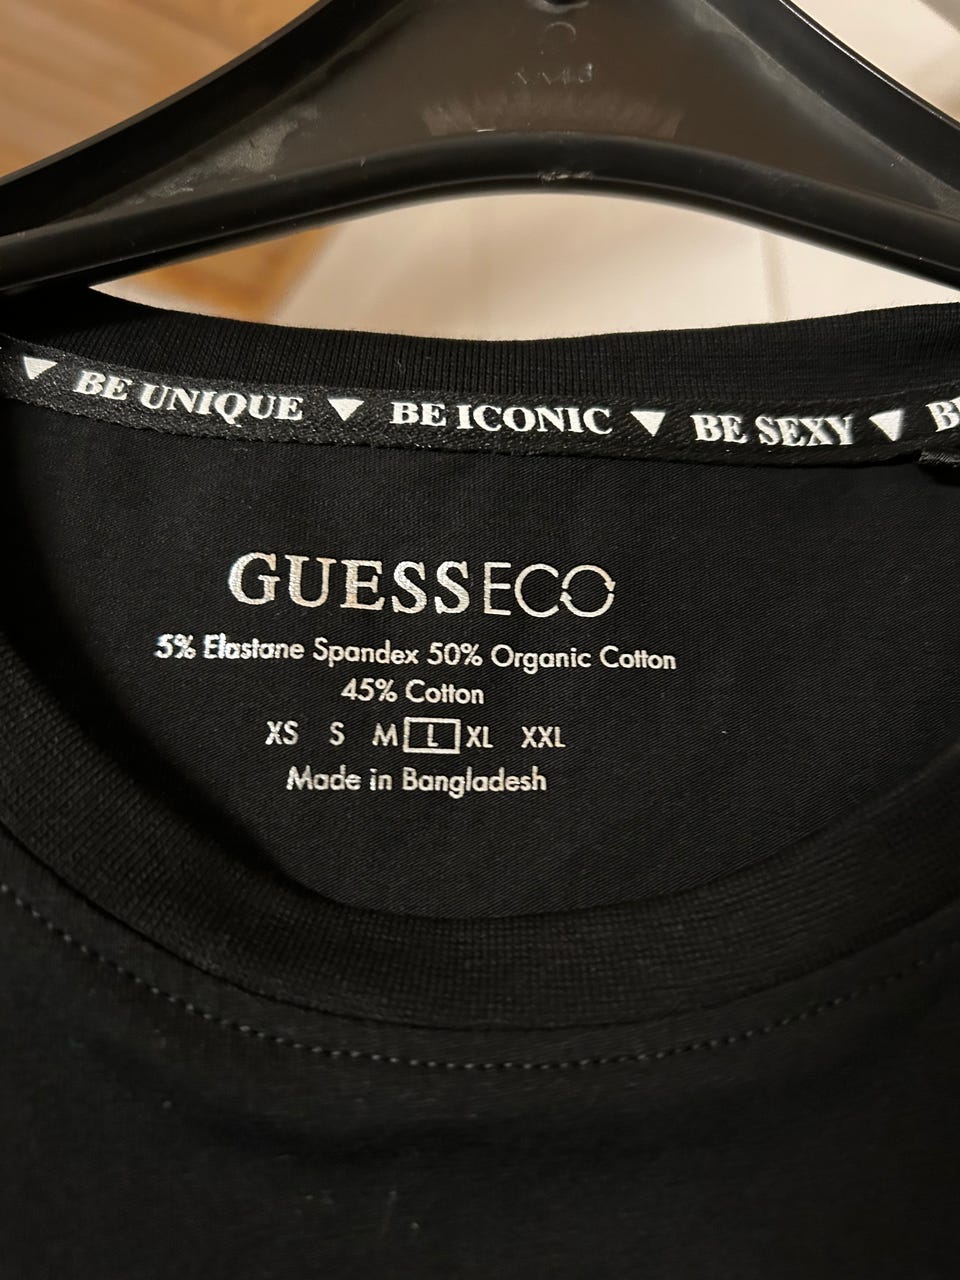 BE UNIQUE BE ICONIC BE SEXY
GUESS ECO
5% Elastane Spandex 50% Organic Cotton
45% Cotton
XS S M L XL XXL
Made in Bangladesh